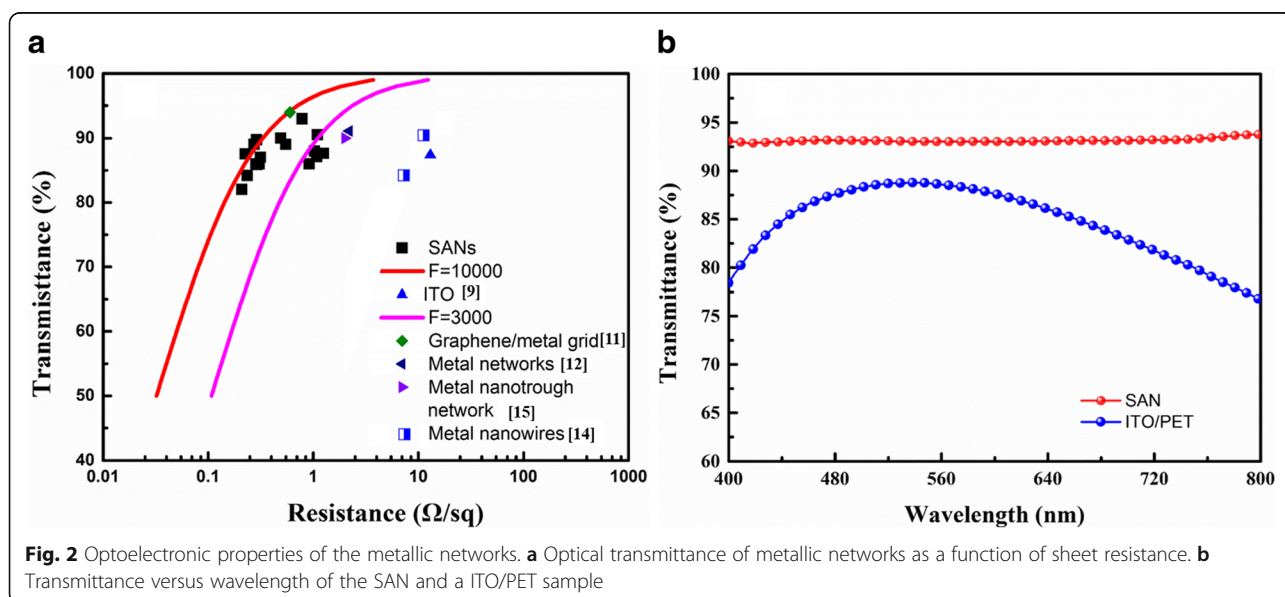 a
b
100
90
80
70
60
50
40
Transmistance (%)
SANs
F=10000
ITO [9]
F=3000
Graphene/metal grid[11]
Metal networks [12]
Metal nanotrough
network [15]
Metal nanowires [14]
0.01 0.1 1 10 100 1000
Resistance (Ω/sq)
100
95
90
85
80
75
70
65
60
Transmittance (%)
SAN
ITO/PET
400 480 560 640 720 800
Wavelength (nm)
Fig. 2 Optoelectronic properties of the metallic networks. a Optical transmittance of metallic networks as a function of sheet resistance. b
Transmittance versus wavelength of the SAN and a ITO/PET sample